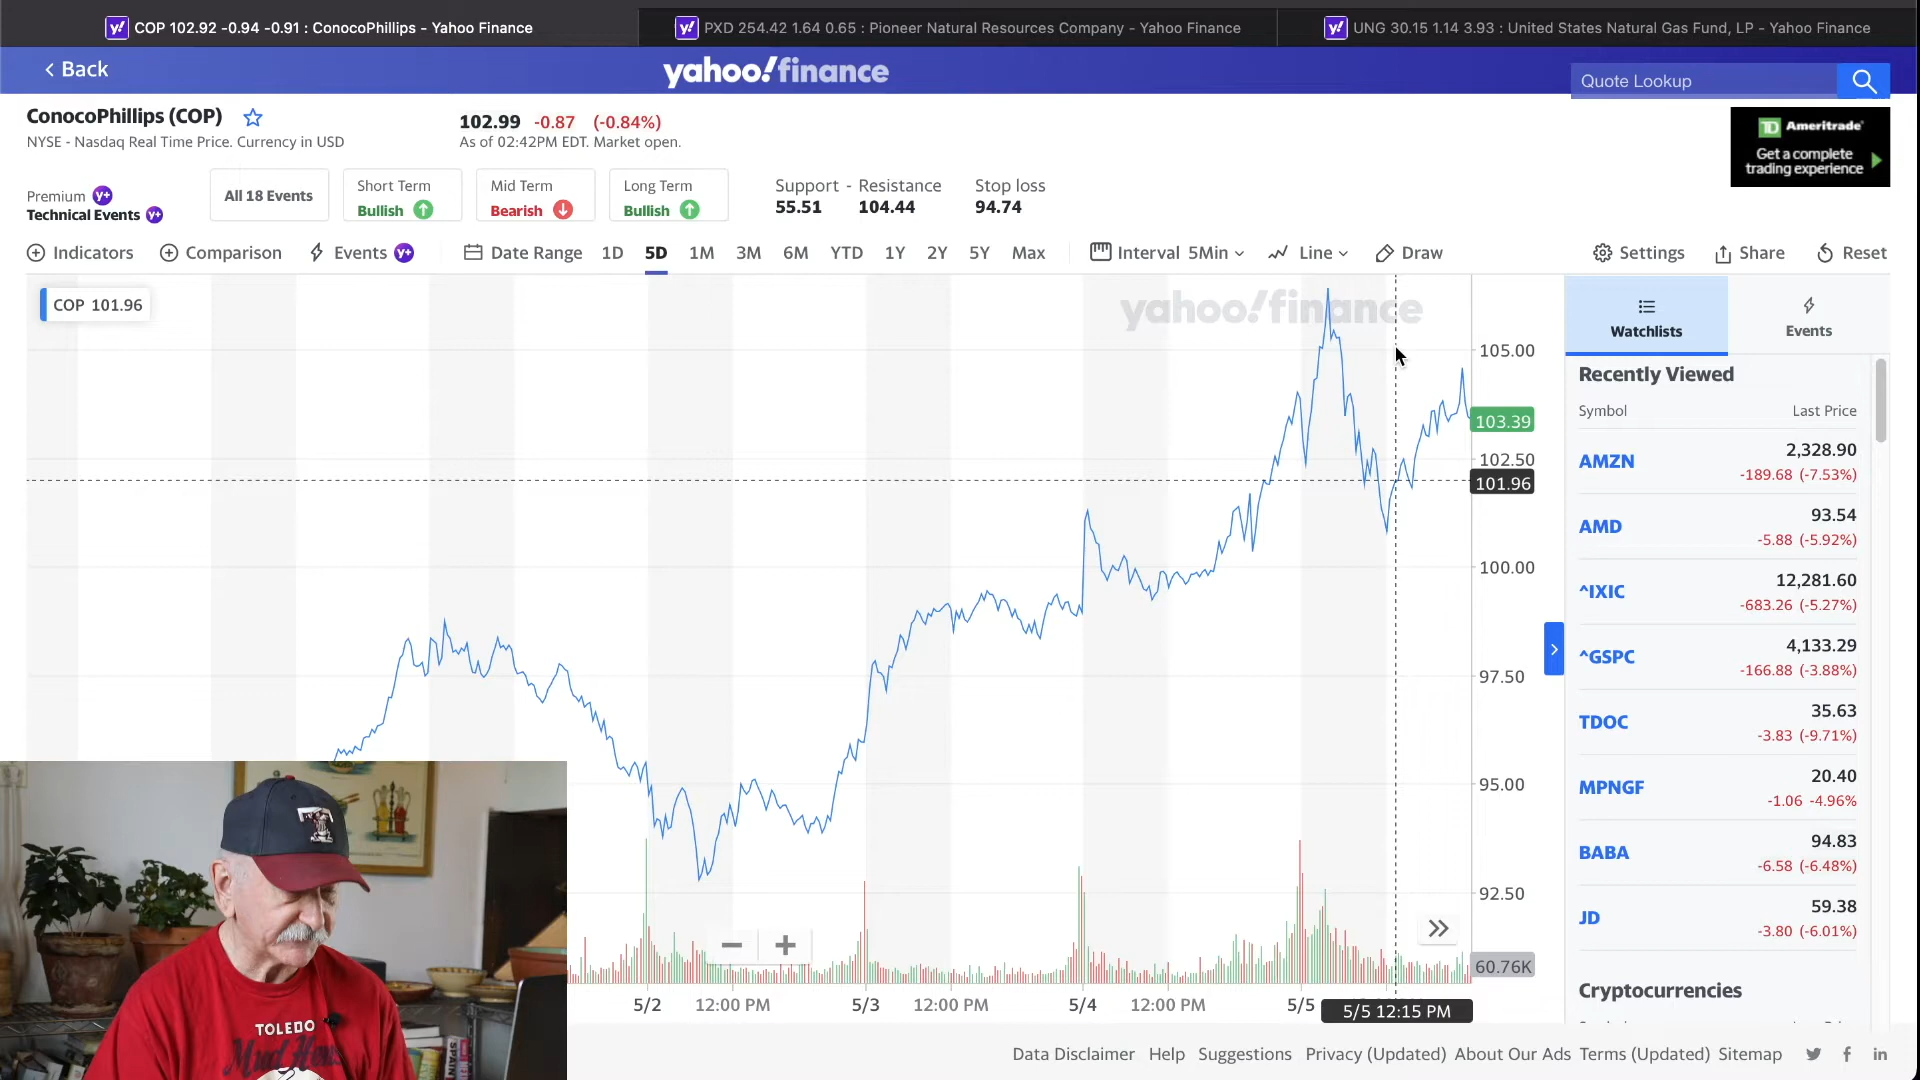 COP 102.92 -0.94 -0.91 : ConocoPhillips - Yahoo Finance
PXD 254.42 1.64 0.65 : Pioneer Natural Resources Company - Yahoo Finance
UNG 30.15 1.14 3.93 : United States Natural Gas Fund, LP - Yahoo Finance
Back
yahoo!finance
Quote Lookup
ConocoPhillips (COP)
102.99 -0.87 (-0.84%)
NYSE - Nasdaq Real Time Price. Currency in USD
As of 02:42PM EDT. Market open.
TD Ameritrade
Get a complete
trading experience
Premium Y+
Technical Events Y+
All 18 Events
Short Term
Bullish
Mid Term
Bearish
Long Term
Bullish
Support - Resistance
55.51 104.44
Stop loss
94.74
Indicators Comparison Events Y+ Date Range 1D 5D 1M 3M 6M YTD 1Y 2Y 5Y Max Interval 5Min Line Draw Settings Share Reset
COP 101.96
yahoo!finance
105.00
103.39
102.50
101.96
100.00
97.50
95.00
92.50
60.76K
5/2 12:00 PM 5/3 12:00 PM 5/4 12:00 PM 5/5
5/5 12:15 PM
Watchlists
Events
Recently Viewed
Symbol Last Price
AMZN 2,328.90
-189.68 (-7.53%)
AMD 93.54
-5.88 (-5.92%)
^IXIC 12,281.60
-683.26 (-5.27%)
^GSPC 4,133.29
-166.88 (-3.88%)
TDOC 35.63
-3.83 (-9.71%)
MPNGF 20.40
-1.06 -4.96%
BABA 94.83
-6.58 (-6.48%)
JD 59.38
-3.80 (-6.01%)
Cryptocurrencies
TOLEDO
Mud Hens
SPAIN
Data Disclaimer Help Suggestions Privacy (Updated) About Our Ads Terms (Updated) Sitemap